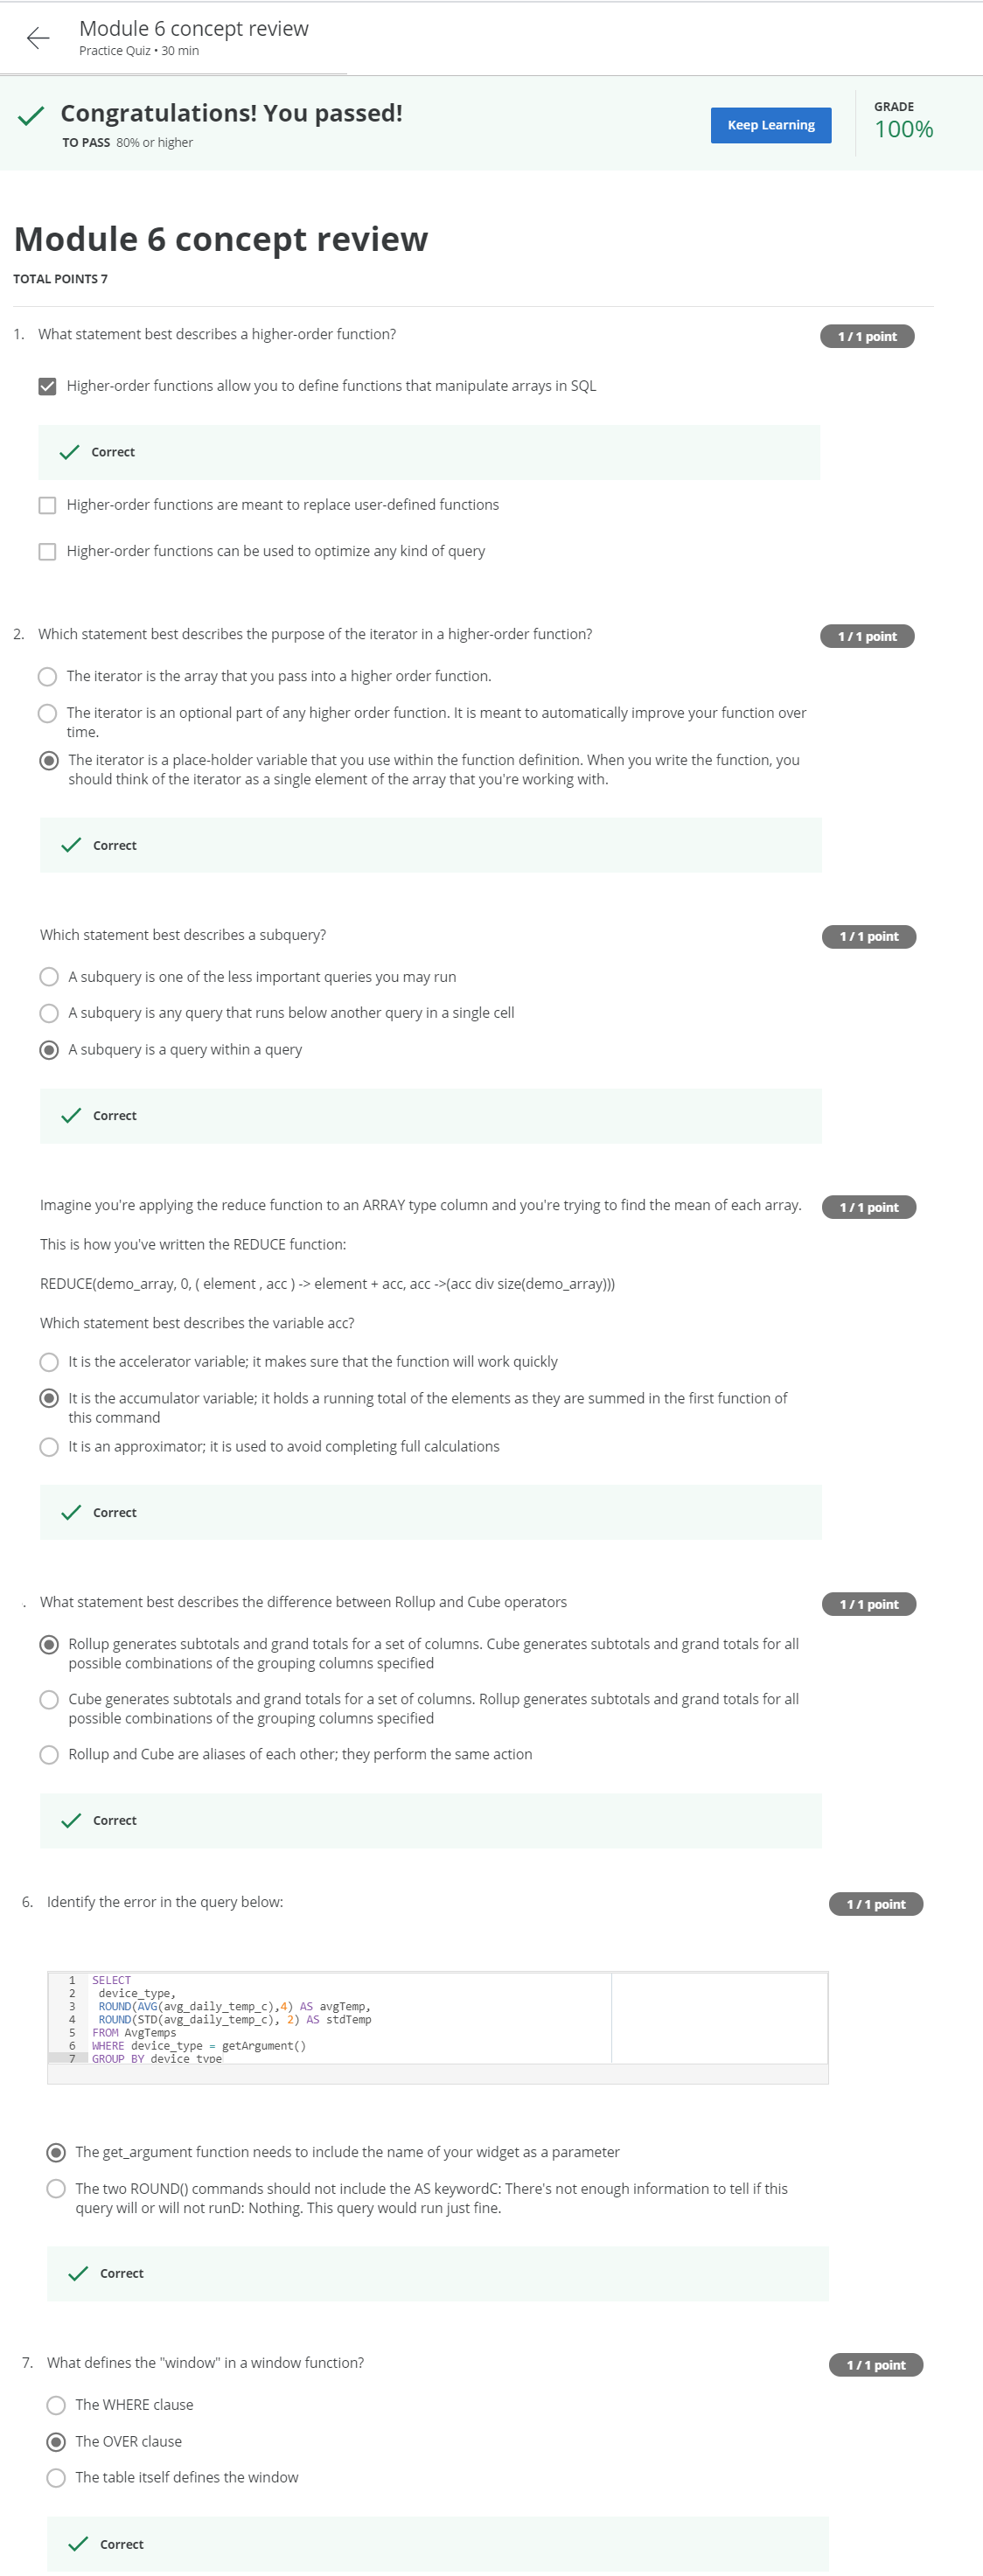 Module 6 concept review
Practice Quiz • 30 min
Congratulations! You passed!
TO PASS 80% or higher
Keep Learning
GRADE
100%
Module 6 concept review
TOTAL POINTS 7
1. What statement best describes a higher-order function?
1 / 1 point
Higher-order functions allow you to define functions that manipulate arrays in SQL
Correct
Higher-order functions are meant to replace user-defined functions
Higher-order functions can be used to optimize any kind of query
2. Which statement best describes the purpose of the iterator in a higher-order function?
1 / 1 point
The iterator is the array that you pass into a higher order function.
The iterator is an optional part of any higher order function. It is meant to automatically improve your function over
time.
The iterator is a place-holder variable that you use within the function definition. When you write the function, you
should think of the iterator as a single element of the array that you're working with.
Correct
Which statement best describes a subquery?
1 / 1 point
A subquery is one of the less important queries you may run
A subquery is any query that runs below another query in a single cell
A subquery is a query within a query
Correct
Imagine you're applying the reduce function to an ARRAY type column and you're trying to find the mean of each array.
1 / 1 point
This is how you've written the REDUCE function:
REDUCE(demo_array, 0, ( element , acc ) -> element + acc, acc ->(acc div size(demo_array)))
Which statement best describes the variable acc?
It is the accelerator variable; it makes sure that the function will work quickly
It is the accumulator variable; it holds a running total of the elements as they are summed in the first function of
this command
It is an approximator; it is used to avoid completing full calculations
Correct
. What statement best describes the difference between Rollup and Cube operators
1 / 1 point
Rollup generates subtotals and grand totals for a set of columns. Cube generates subtotals and grand totals for all
possible combinations of the grouping columns specified
Cube generates subtotals and grand totals for a set of columns. Rollup generates subtotals and grand totals for all
possible combinations of the grouping columns specified
Rollup and Cube are aliases of each other; they perform the same action
Correct
6. Identify the error in the query below:
1 / 1 point
1 SELECT
2 device_type,
3 ROUND(AVG(avg_daily_temp_c),4) AS avgTemp,
4 ROUND(STD(avg_daily_temp_c), 2) AS stdTemp
5 FROM AvgTemps
6 WHERE device_type = getArgument()
7 GROUP BY device_type
The get_argument function needs to include the name of your widget as a parameter
The two ROUND() commands should not include the AS keywordC: There's not enough information to tell if this
query will or will not runD: Nothing. This query would run just fine.
Correct
7. What defines the "window" in a window function?
1 / 1 point
The WHERE clause
The OVER clause
The table itself defines the window
Correct